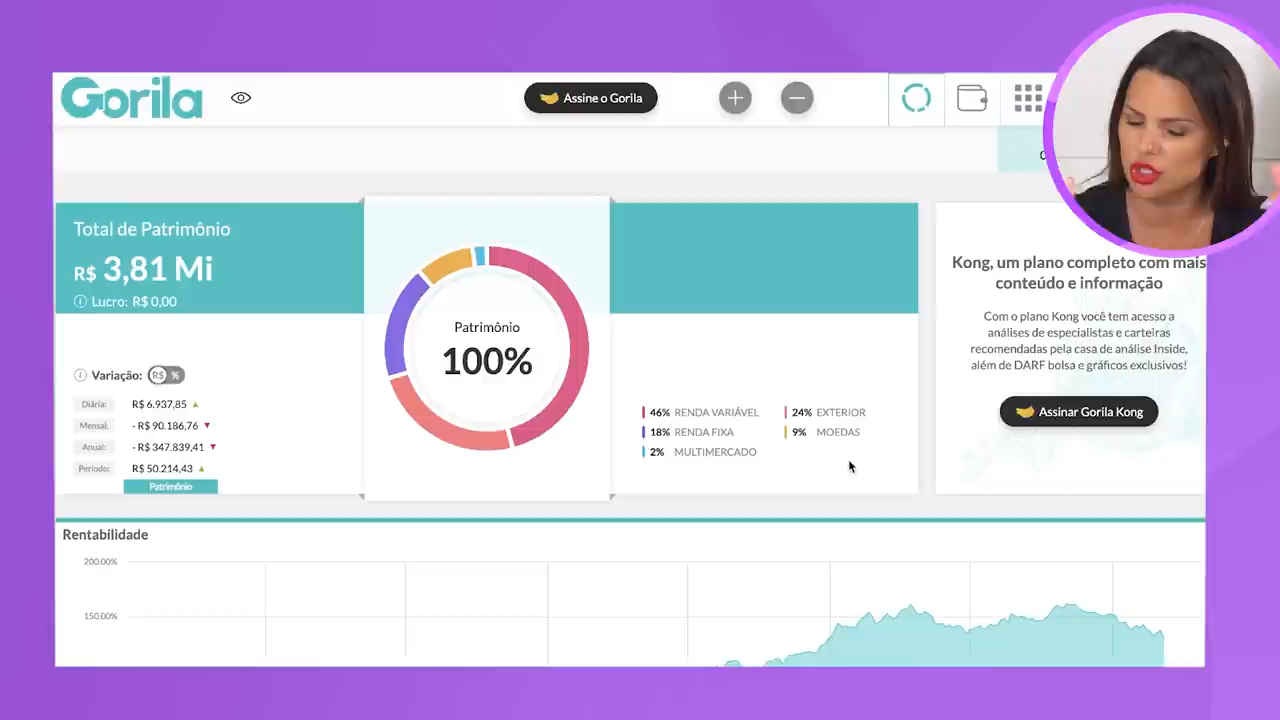 Gorila
Assine o Gorila
Total de Patrimônio
R$ 3,81 Mi
Lucro: R$ 0,00
Patrimônio
100%
Variação: R$ %
Diária: R$ 6.937,85
Mensal: - R$ 90.186,76
Anual: - R$ 347.839,41
Período: R$ 50.214,43
Patrimônio
46% RENDA VARIÁVEL
24% EXTERIOR
18% RENDA FIXA
9% MOEDAS
2% MULTIMERCADO
Kong, um plano completo com mais
conteúdo e informação
Com o plano Kong você tem acesso a
análises de especialistas e carteiras
recomendadas pela casa de análise Inside,
além de DARF bolsa e gráficos exclusivos!
Assinar Gorila Kong
Rentabilidade
200.00%
150.00%